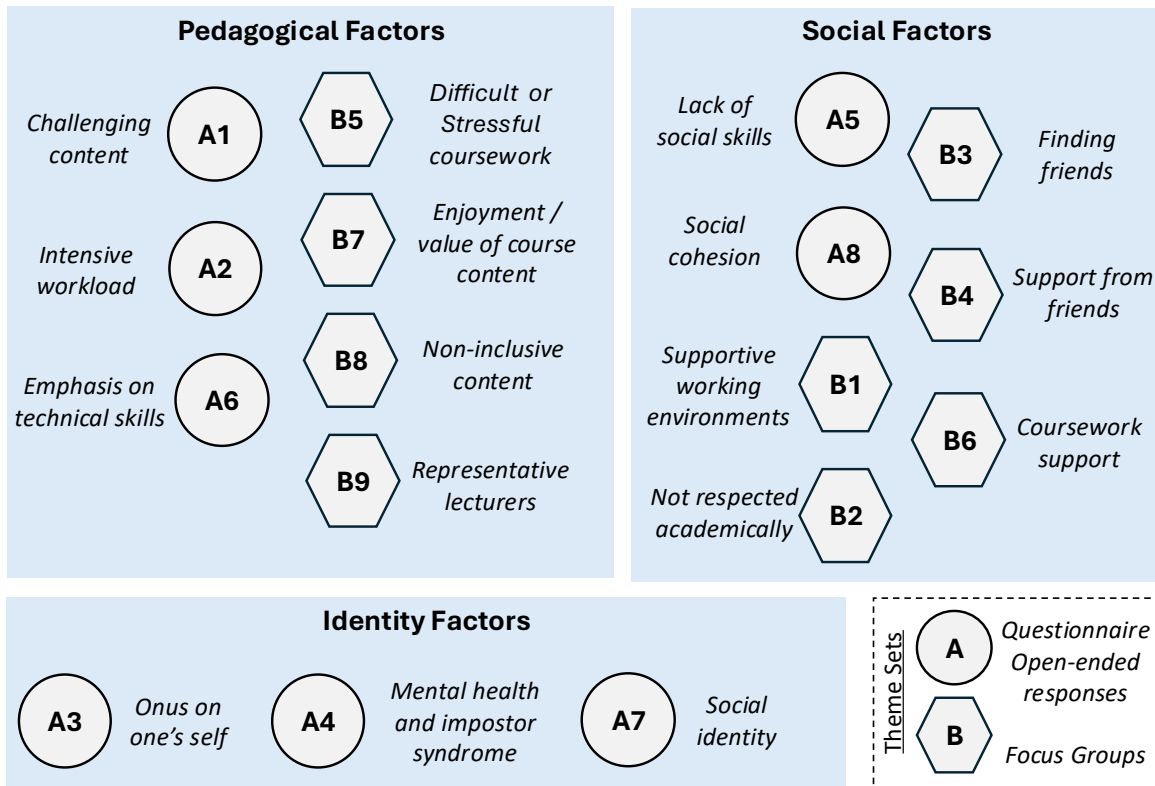 Pedagogical Factors
Challenging
content
A1
B5
Difficult or
Stressful
coursework
Intensive
workload
A2
B7
Enjoyment /
value of course
content
Emphasis on
technical skills
A6
B8
Non-inclusive
content
B9
Representative
lecturers
Social Factors
Lack of
social skills
A5
B3
Finding
friends
Social
cohesion
A8
B4
Support from
friends
Supportive
working
environments
B1
B6
Coursework
support
Not respected
academically
B2
Identity Factors
A3
Onus on
one’s self
A4
Mental health
and impostor
syndrome
A7
Social
identity
Theme Sets
A
Questionnaire
Open-ended
responses
B
Focus Groups